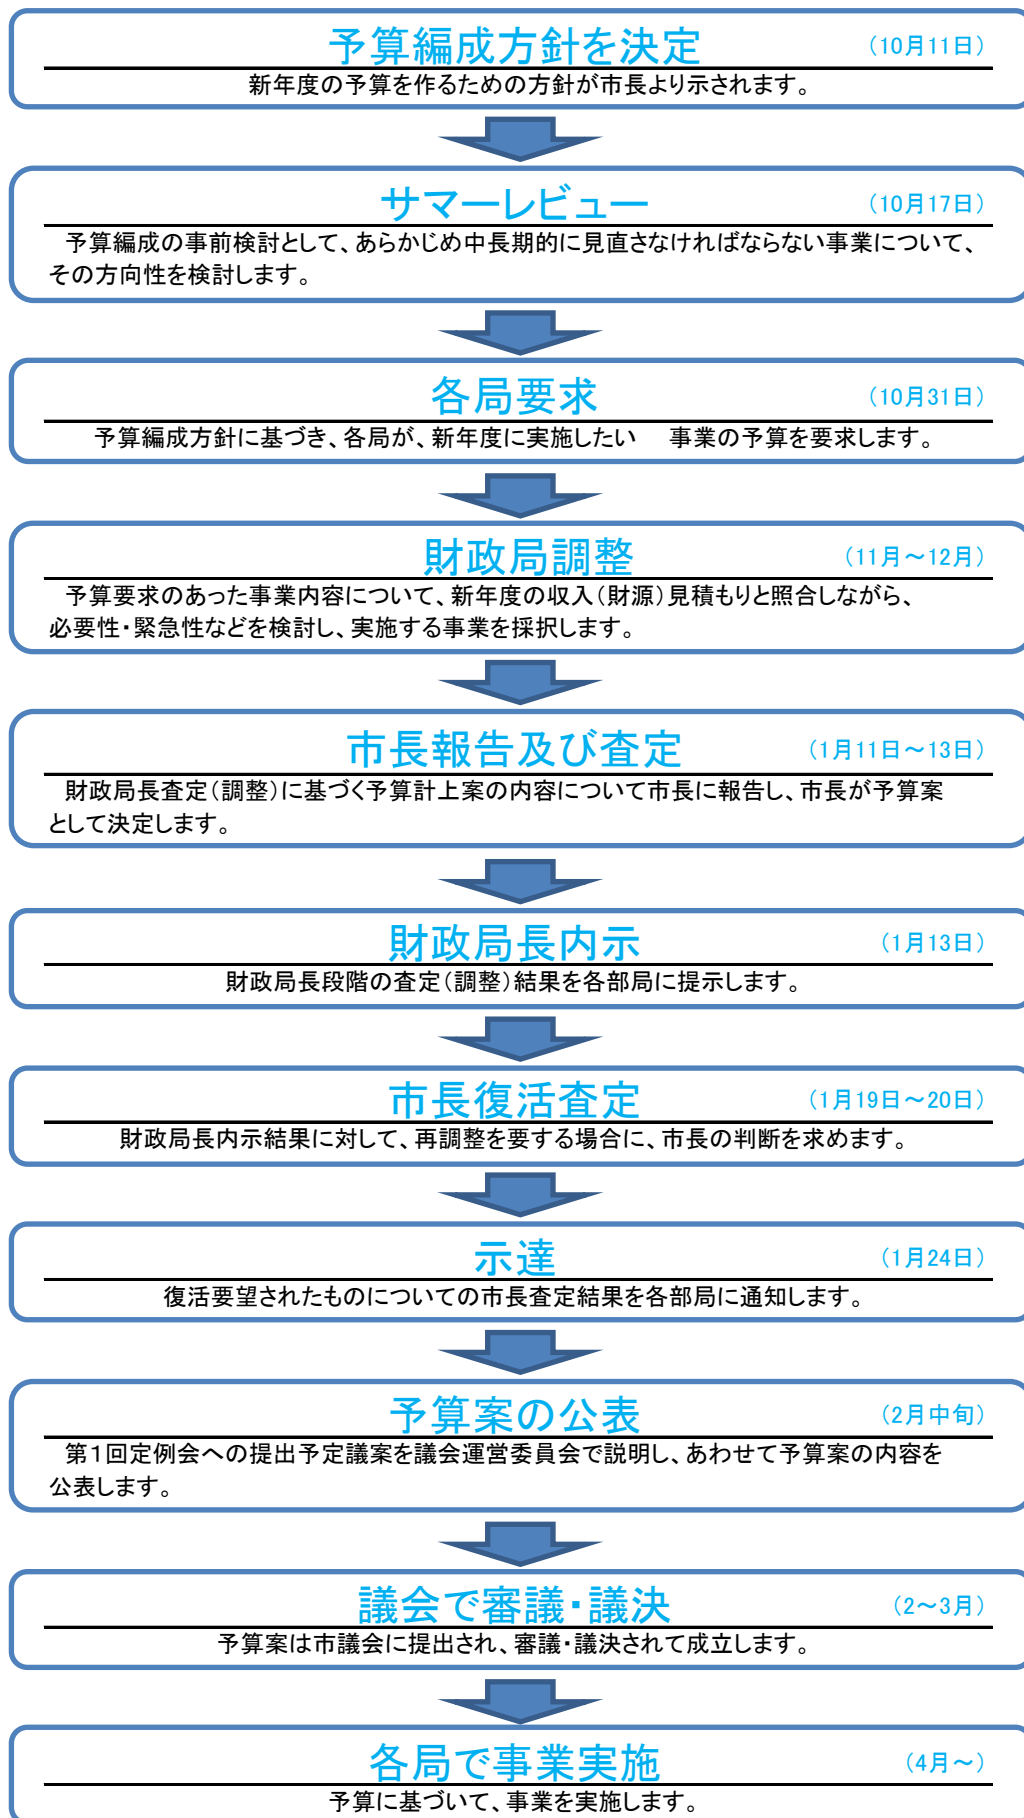 予算編成方針を決定 （10月11日）
新年度の予算を作るための方針が市長より示されます。
サマーレビュー （10月17日）
予算編成の事前検討として、あらかじめ中長期的に見直さなければならない事業について、
その方向性を検討します。
各局要求 （10月31日）
予算編成方針に基づき、各局が、新年度に実施したい　事業の予算を要求します。
財政局調整 （11月～12月）
予算要求のあった事業内容について、新年度の収入（財源）見積もりと照合しながら、
必要性・緊急性などを検討し、実施する事業を採択します。
市長報告及び査定 （1月11日～13日）
財政局長査定（調整）に基づく予算計上案の内容について市長に報告し、市長が予算案
として決定します。
財政局長内示 （1月13日）
財政局長段階の査定（調整）結果を各部局に提示します。
市長復活査定 （1月19日～20日）
財政局長内示結果に対して、再調整を要する場合に、市長の判断を求めます。
示達 （1月24日）
復活要望されたものについての市長査定結果を各部局に通知します。
予算案の公表 （2月中旬）
第１回定例会への提出予定議案を議会運営委員会で説明し、あわせて予算案の内容を
公表します。
議会で審議・議決 （2～3月）
予算案は市議会に提出され、審議・議決されて成立します。
各局で事業実施 （4月～）
予算に基づいて、事業を実施します。